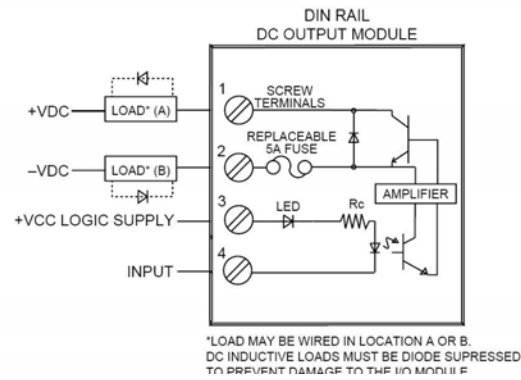 DIN RAIL
DC OUTPUT MODULE
1
SCREW
TERMINALS
+VDC
LOAD* (A)
REPLACEABLE
5A FUSE
2
–VDC
LOAD* (B)
AMPLIFIER
3
LED
Rc
+VCC LOGIC SUPPLY
4
INPUT
*LOAD MAY BE WIRED IN LOCATION A OR B.
DC INDUCTIVE LOADS MUST BE DIODE SUPRESSED
TO PREVENT DAMAGE TO THE I/O MODULE